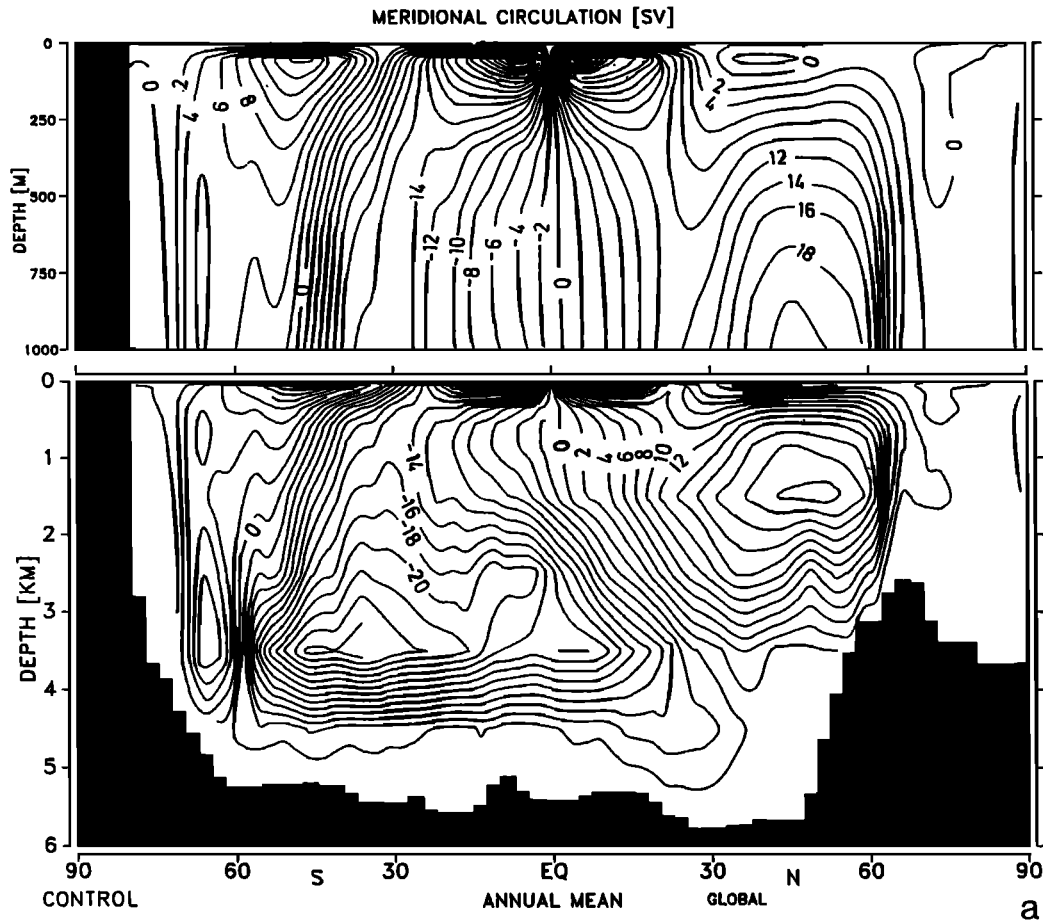 MERIDIONAL CIRCULATION [SV]
0
250
500
750
1000
DEPTH [M]
0 2 4 6 8 0
14 -12 -10 -8 -6 -4 -2 0
0 2 4 12 14 16 18 0
0
1
2
3
4
5
6
DEPTH [KM]
0 -14 -16 -18 -20
0 2 4 6 8 10 12
90 60 30 EQ 30 60 90
S N
CONTROL ANNUAL MEAN GLOBAL a